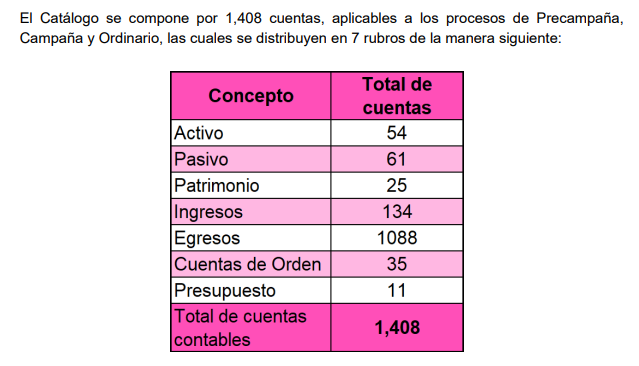 El Catálogo se compone por 1,408 cuentas, aplicables a los procesos de Precampaña,
Campaña y Ordinario, las cuales se distribuyen en 7 rubros de la manera siguiente:
Concepto Total de cuentas
Activo 54
Pasivo 61
Patrimonio 25
Ingresos 134
Egresos 1088
Cuentas de Orden 35
Presupuesto 11
Total de cuentas contables 1,408